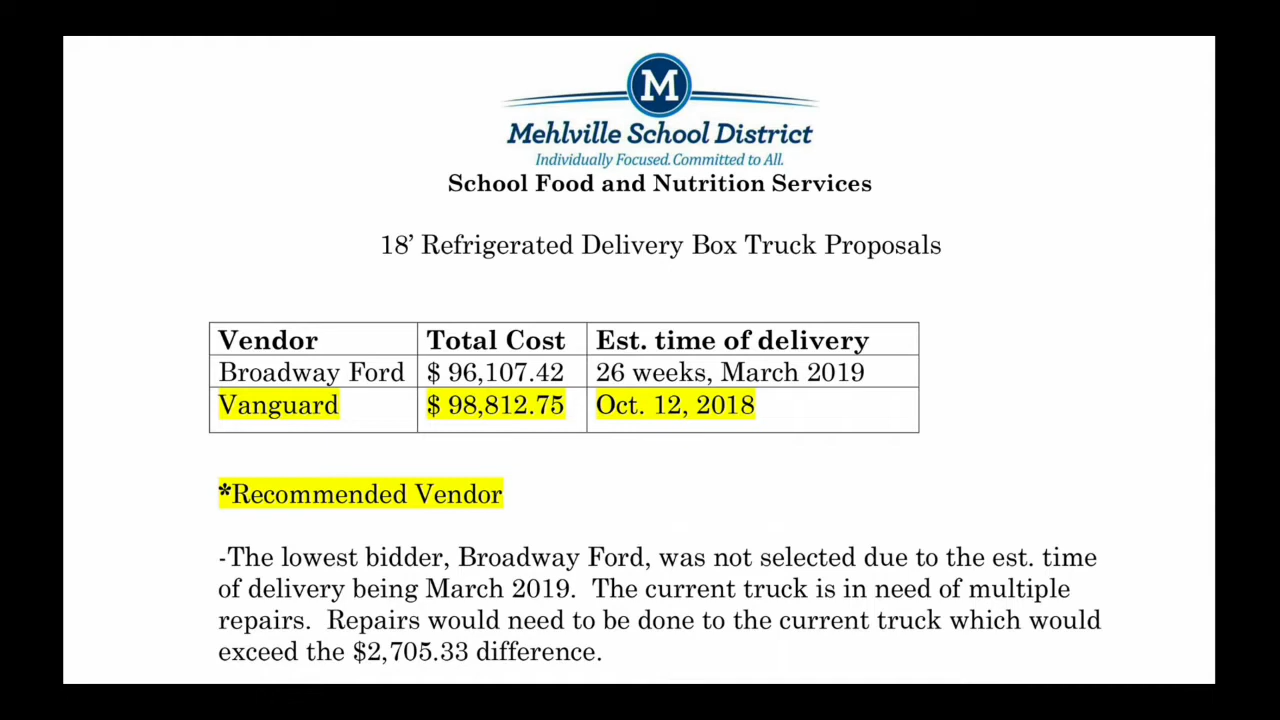 M
Mehlville School District
Individually Focused. Committed to All.
School Food and Nutrition Services
18’ Refrigerated Delivery Box Truck Proposals
Vendor Total Cost Est. time of delivery
Broadway Ford $ 96,107.42 26 weeks, March 2019
Vanguard $ 98,812.75 Oct. 12, 2018
*Recommended Vendor
-The lowest bidder, Broadway Ford, was not selected due to the est. time
of delivery being March 2019.  The current truck is in need of multiple
repairs.  Repairs would need to be done to the current truck which would
exceed the $2,705.33 difference.